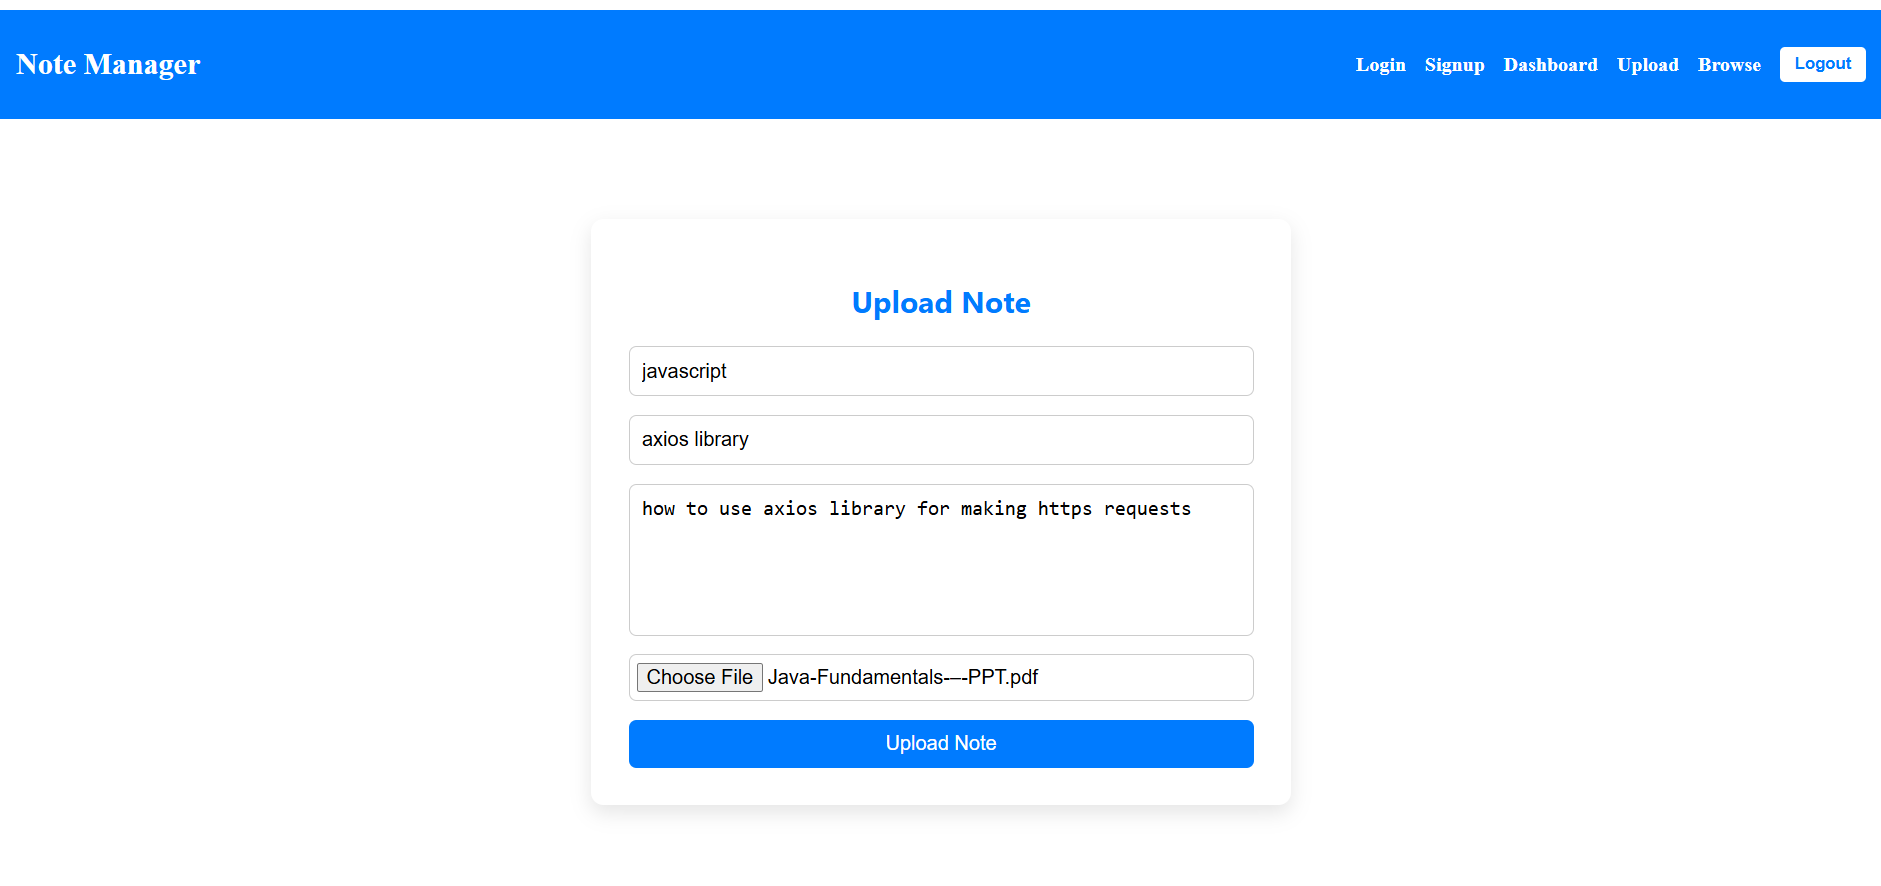 Note Manager
Login Signup Dashboard Upload Browse Logout
Upload Note
javascript
axios library
how to use axios library for making https requests
Choose File Java-Fundamentals-–-PPT.pdf
Upload Note